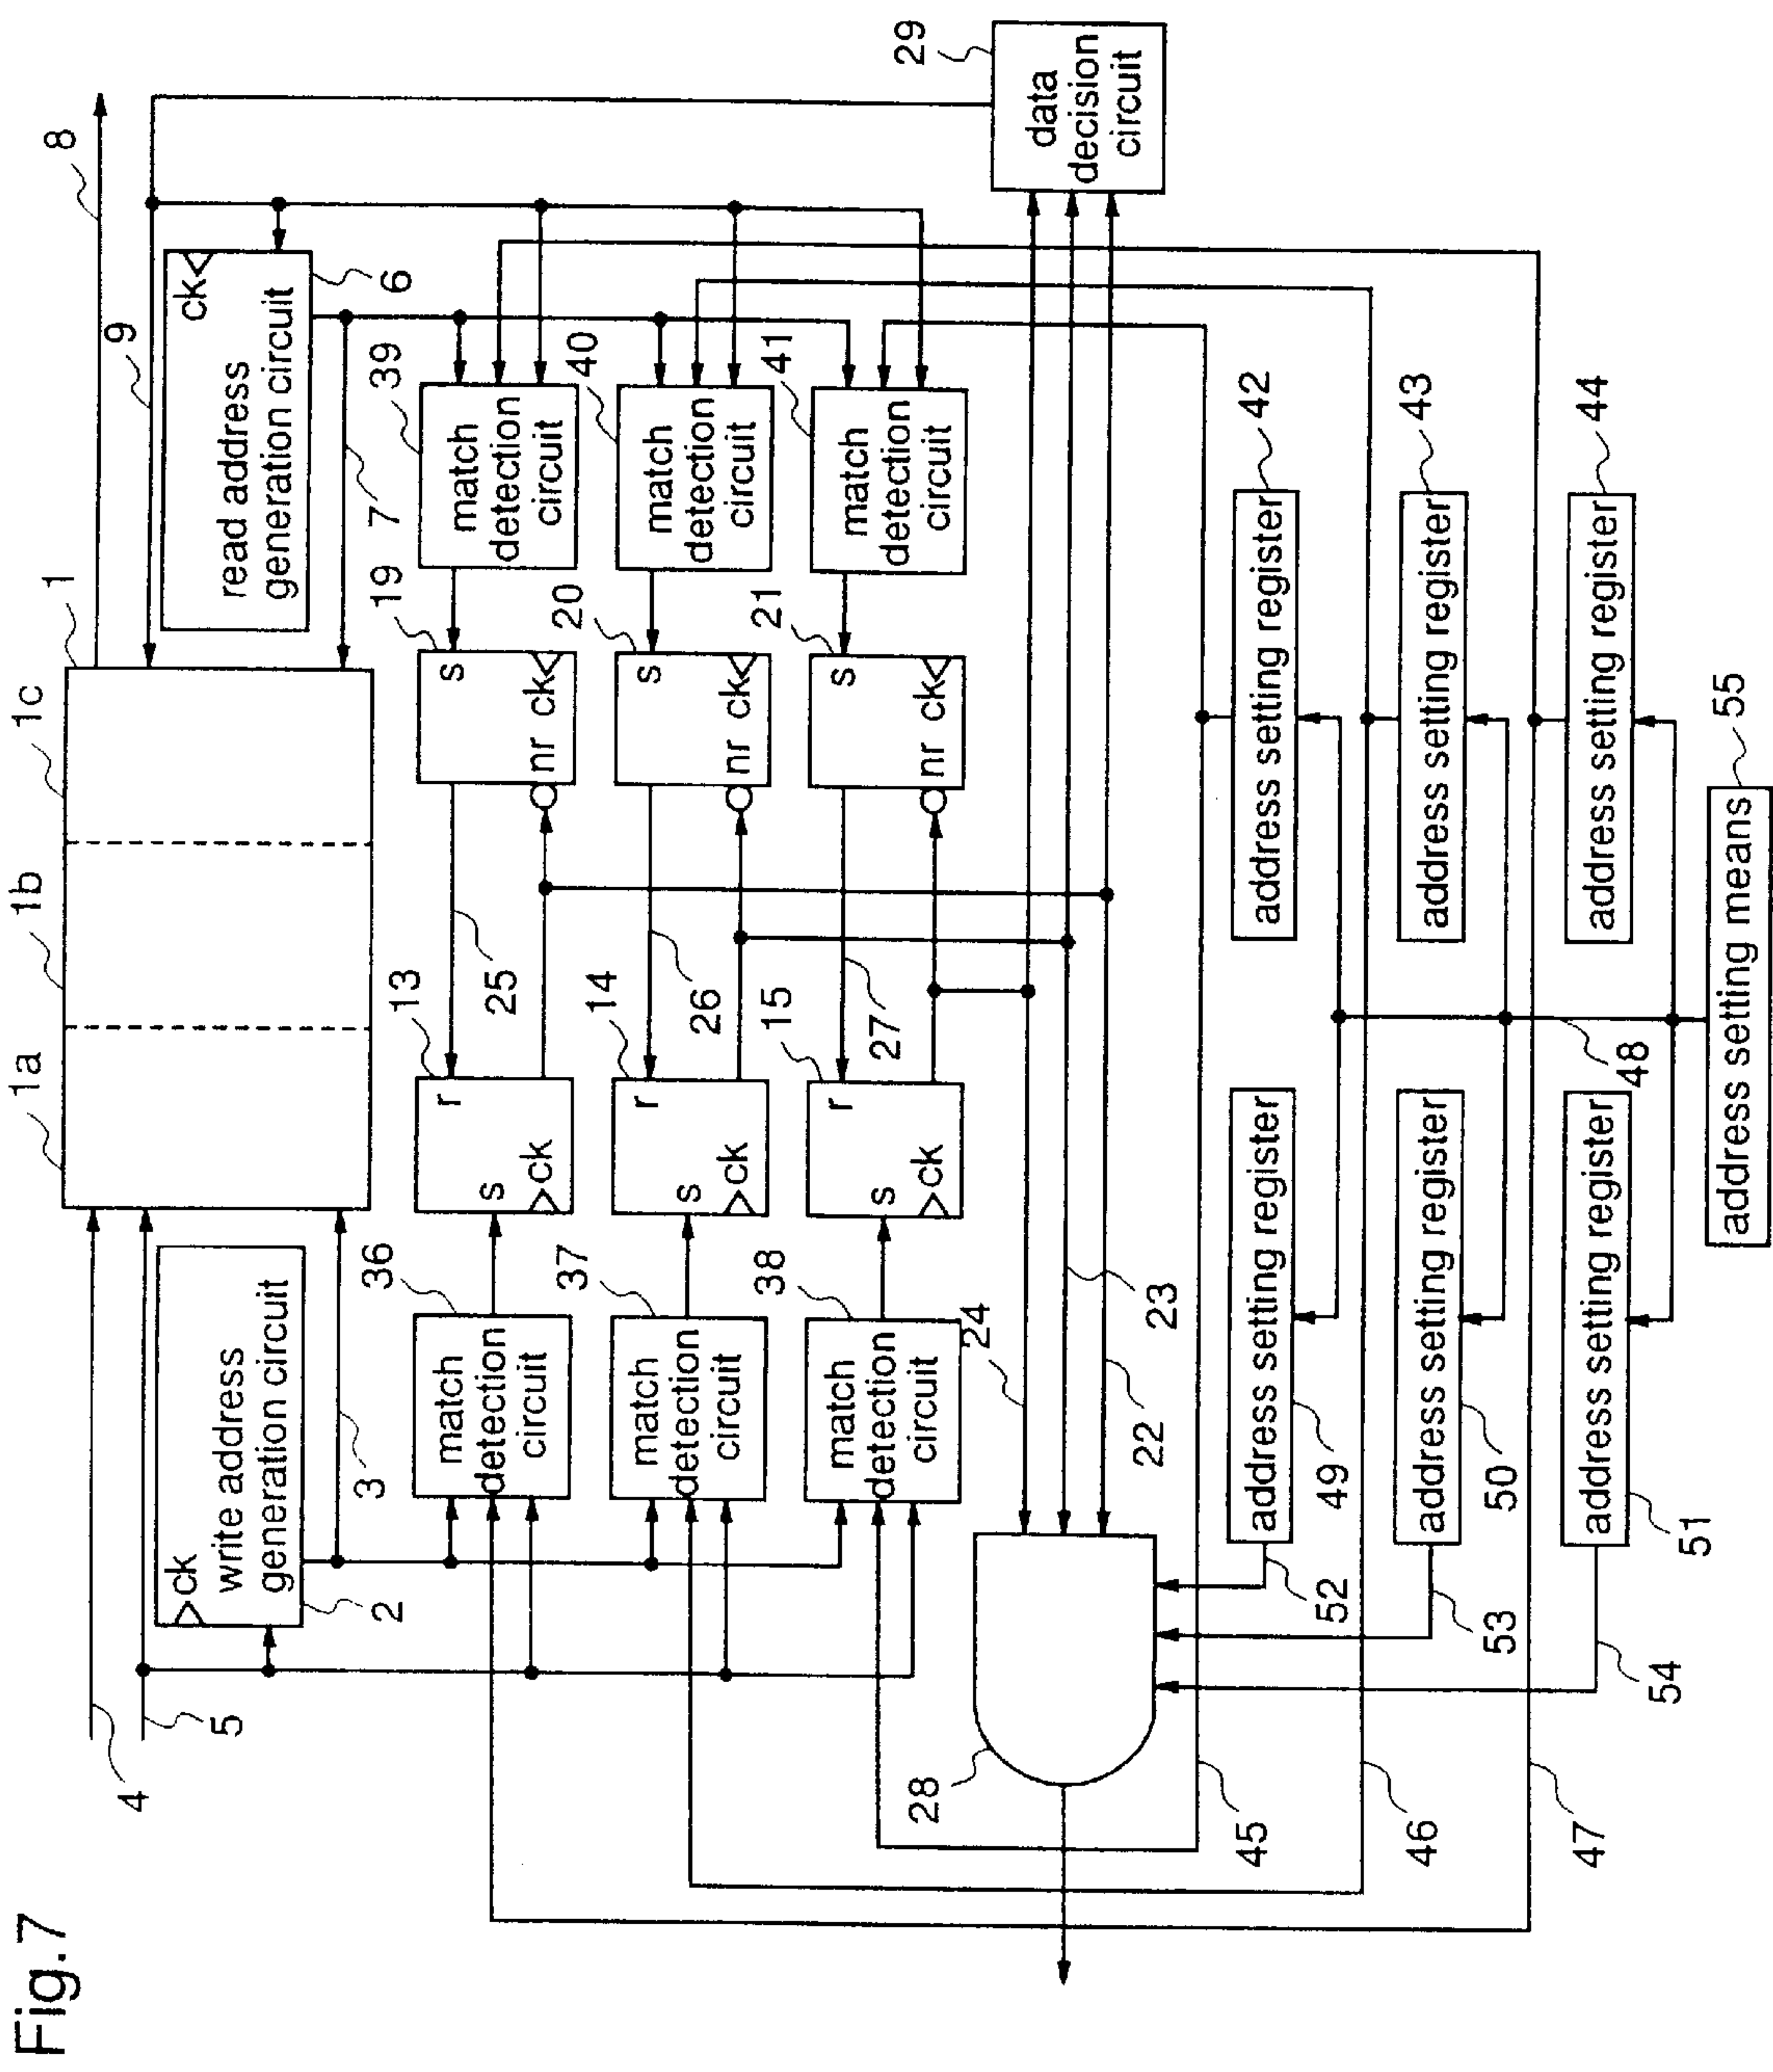 Fig.7
1a
1b
1c
1
8
9
4
5
ck
write address
generation circuit
2
3
ck
read address
generation circuit
6
7
36
match
detection
circuit
13
r
s
ck
25
19
s
nr ck
39
match
detection
circuit
37
match
detection
circuit
14
r
s
ck
26
20
s
nr ck
40
match
detection
circuit
38
match
detection
circuit
15
r
s
ck
27
21
s
nr ck
41
match
detection
circuit
28
24
23
22
29
data
decision
circuit
45
46
47
52
53
54
address setting register
49
address setting register
42
address setting register
50
address setting register
43
address setting register
51
address setting register
44
48
address setting means
55